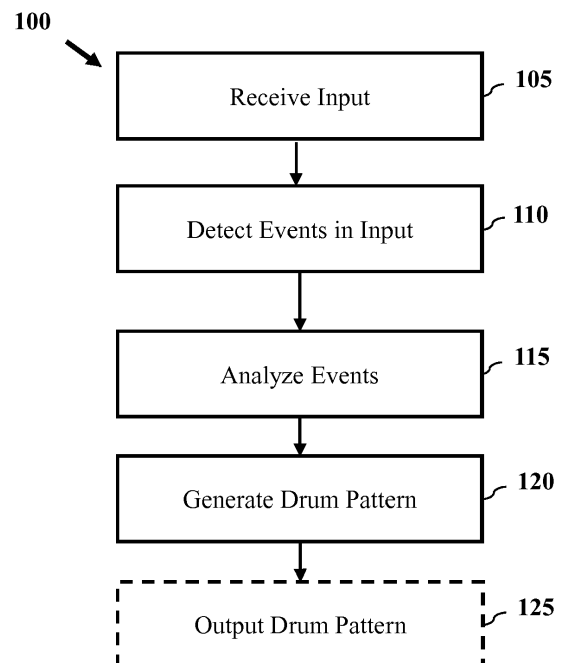 100
Receive Input
105
Detect Events in Input
110
Analyze Events
115
Generate Drum Pattern
120
Output Drum Pattern
125